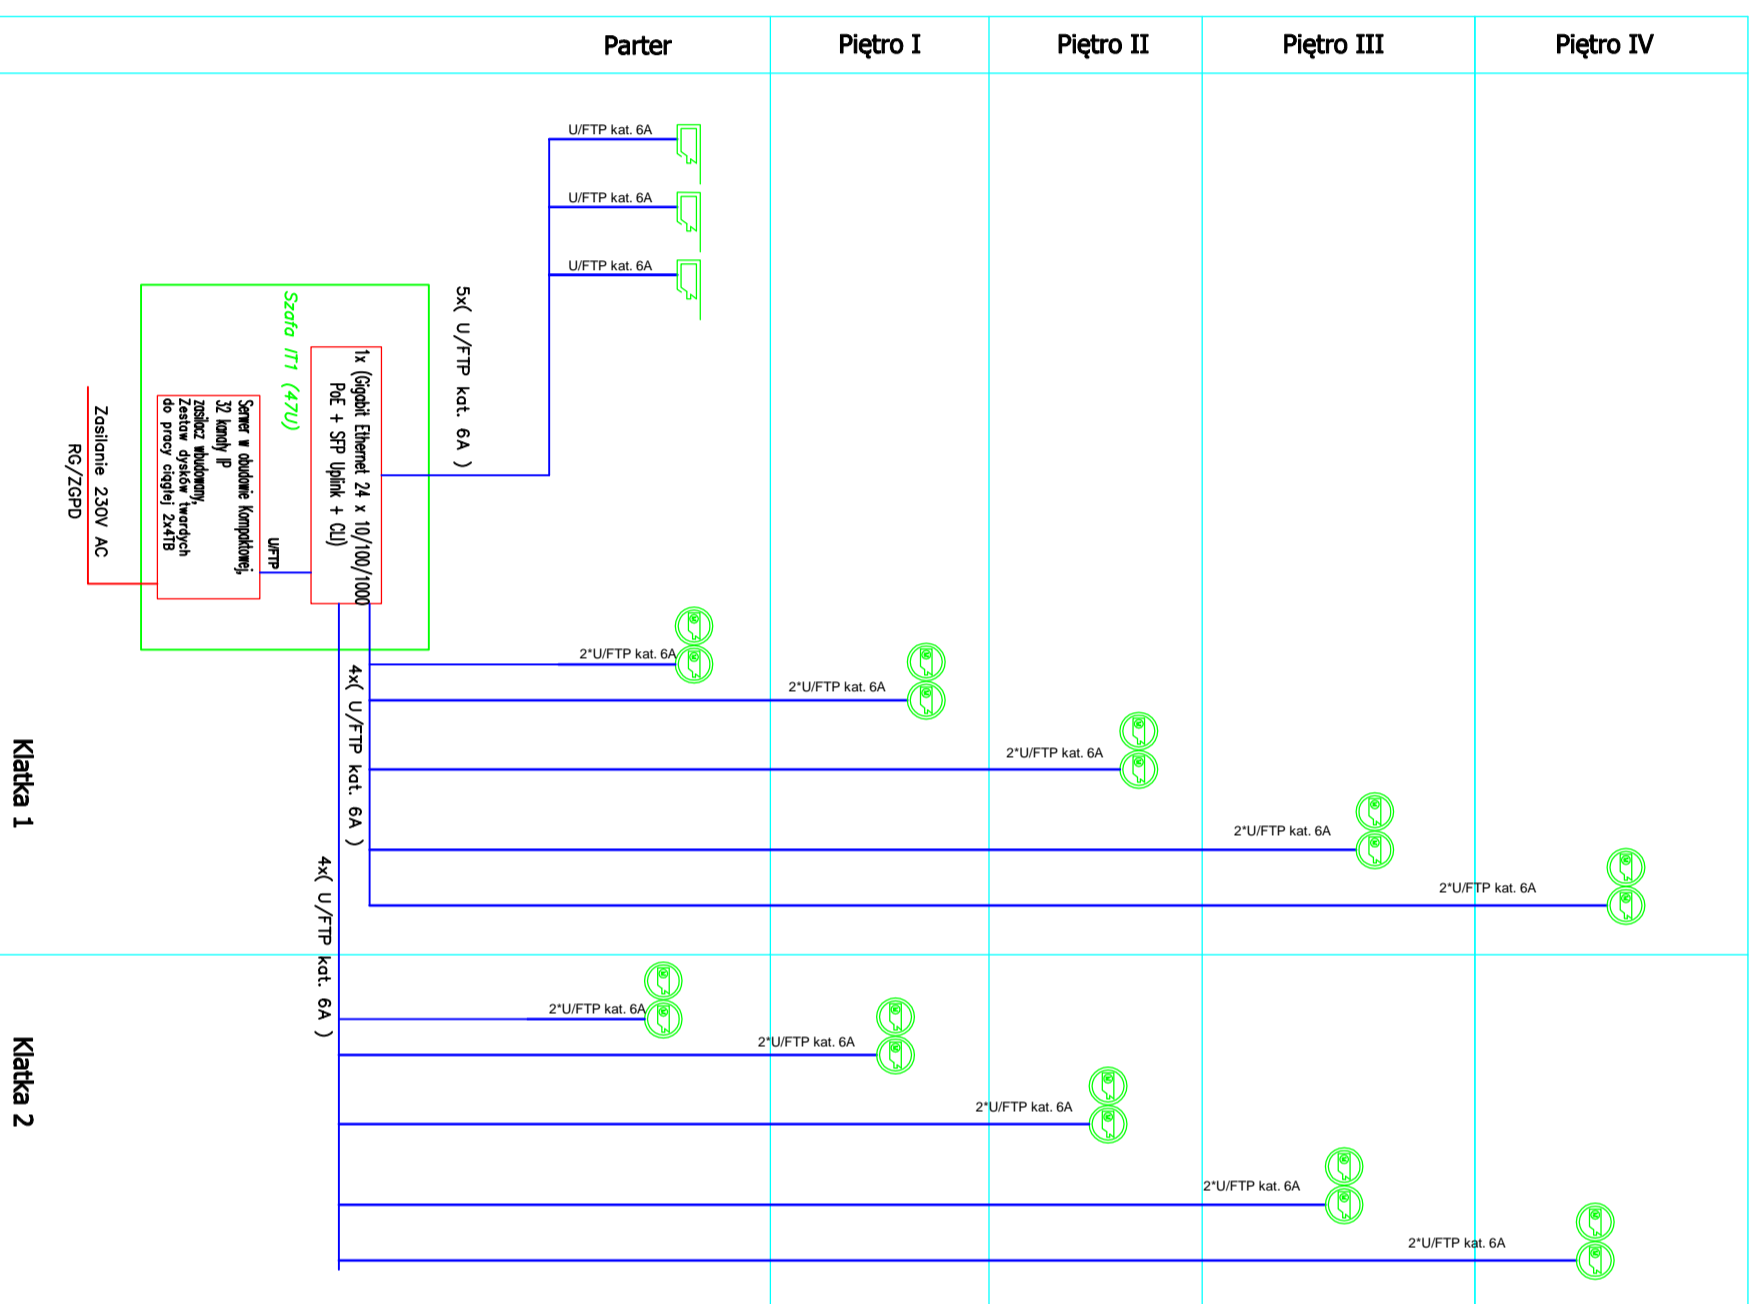 Parter
Piętro I
Piętro II
Piętro III
Piętro IV
U/FTP kat. 6A
U/FTP kat. 6A
U/FTP kat. 6A
5x( U/FTP kat. 6A )
Szafa IT1 (47U)
1x (Gigabit Ethernet 24 x 10/100/1000
PoE + SFP Uplink + CLI)
Serwer w obudowie Kompaktowej,
32 kanały IP
zasilacz wbudowany,
Zestaw dysków twardych
do pracy ciągłej 2x4TB
U/FTP
Zasilanie 230V AC
RG/ZGPD
2*U/FTP kat. 6A
2*U/FTP kat. 6A
2*U/FTP kat. 6A
2*U/FTP kat. 6A
2*U/FTP kat. 6A
4x( U/FTP kat. 6A )
4x( U/FTP kat. 6A )
Klatka 1
2*U/FTP kat. 6A
2*U/FTP kat. 6A
2*U/FTP kat. 6A
2*U/FTP kat. 6A
2*U/FTP kat. 6A
Klatka 2